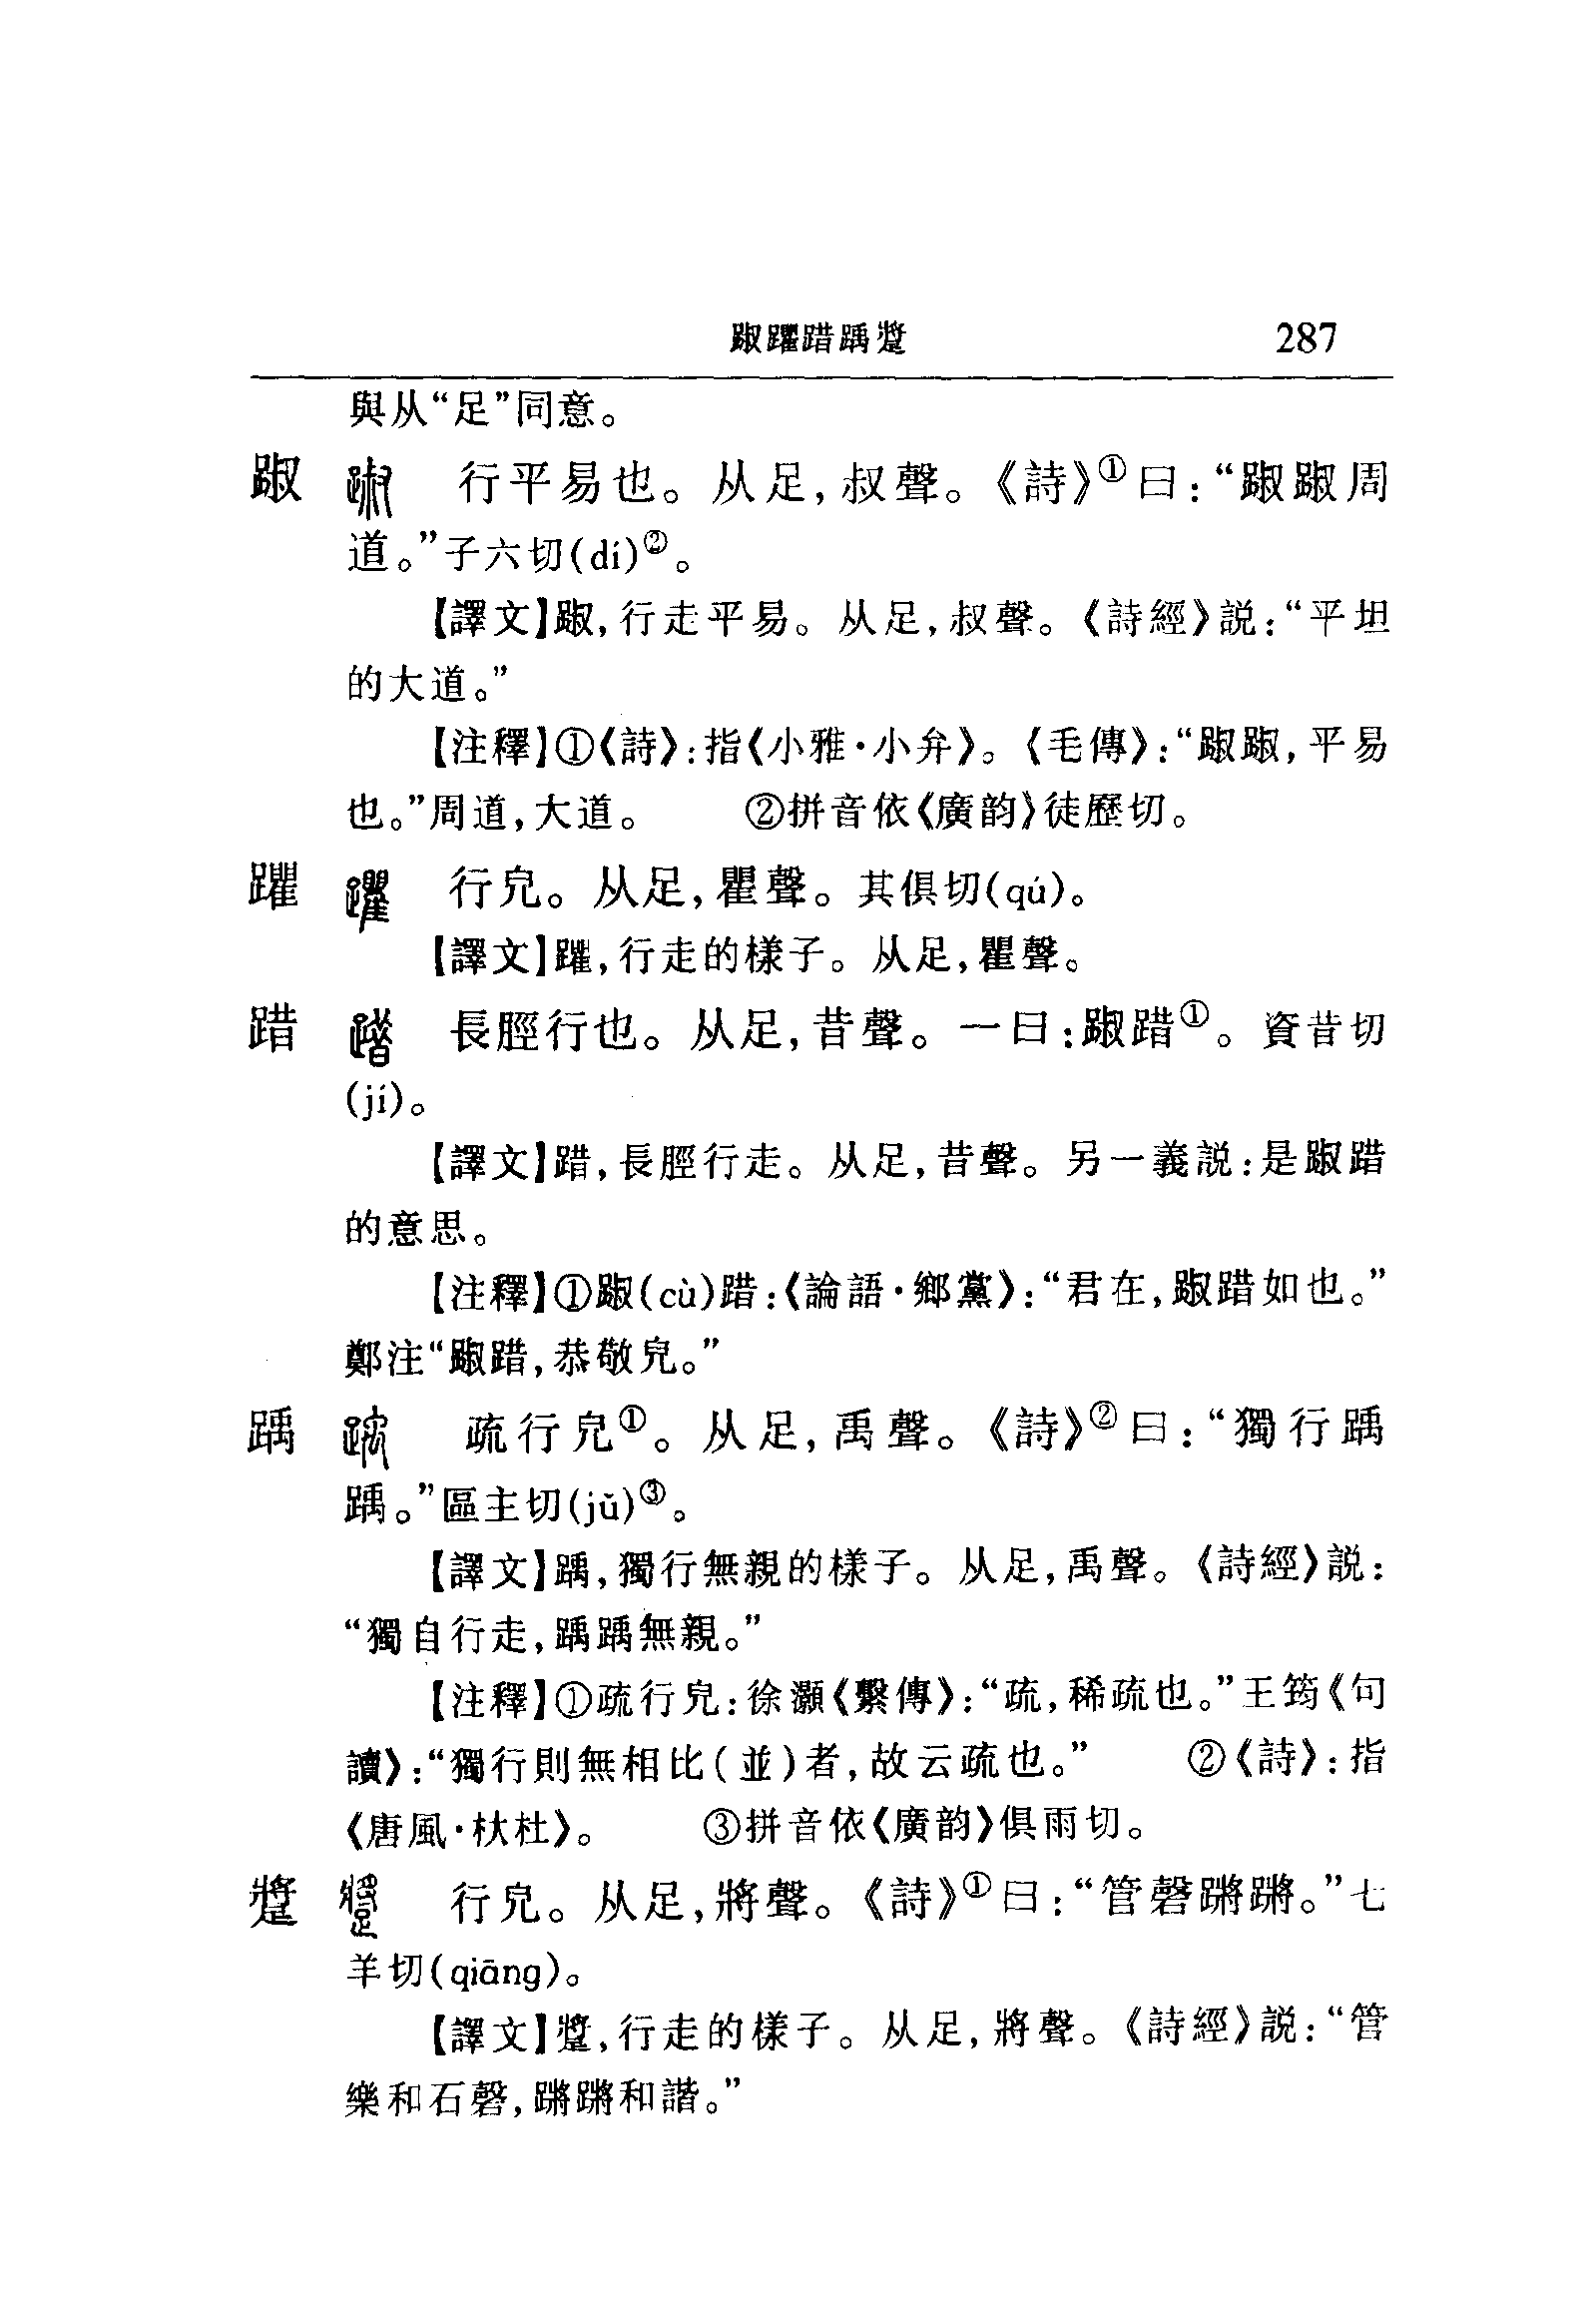 踧躍踖踽蹩 287
與从“足”同意。
踧 行平易也。从足,叔聲。《詩》①曰:“踧踧周
道。”子六切(dí)②。
【譯文】踧,行走平易。从足,叔聲。《詩經》説:“平坦
的大道。”
【注釋】①《詩》:指《小雅·小弁》。《毛傳》:“踧踧,平易
也。”周道,大道。 ②拼音依《廣韵》徒歷切。
躣 行皃。从足,瞿聲。其俱切(qú)。
【譯文】躣,行走的樣子。从足,瞿聲。
踖 長脛行也。从足,昔聲。一曰:踧踖①。資昔切
(jí)。
【譯文】踖,長脛行走。从足,昔聲。另一義説:是踧踖
的意思。
【注釋】①踧(cù)踖:《論語·鄉黨》:“君在,踧踖如也。”
鄭注“踧踖,恭敬皃。”
踽 疏行皃①。从足,禹聲。《詩》②曰:“獨行踽
踽。”區主切(jǔ)③。
【譯文】踽,獨行無親的樣子。从足,禹聲。《詩經》説:
“獨自行走,踽踽無親。”
【注釋】①疏行皃:徐灝《繫傳》:“疏,稀疏也。”王筠《句
讀》:“獨行則無相比(並)者,故云疏也。” ②《詩》:指
《唐風·杕杜》。 ③拼音依《廣韵》俱雨切。
蹡 行皃。从足,將聲。《詩》①曰:“管磬蹡蹡。”七
羊切(qiāng)。
【譯文】蹡,行走的樣子。从足,將聲。《詩經》説:“管
樂和石磬,蹡蹡和諧。”